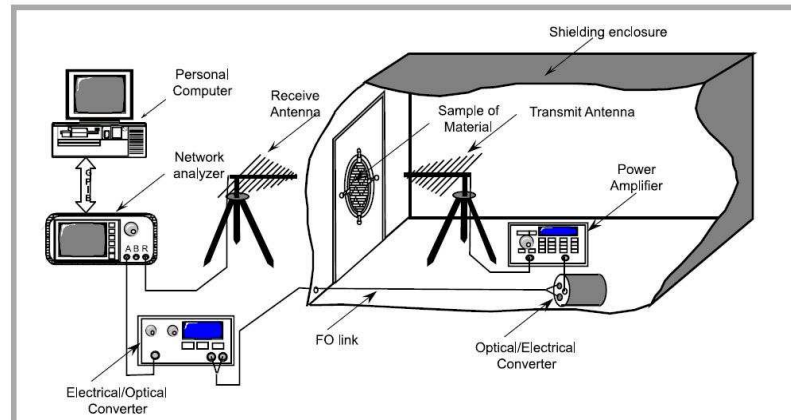 Shielding enclosure
Personal
Computer
Receive
Antenna
Sample of
Material
Transmit Antenna
Network
analyzer
GPIB
Power
Amplifier
A B R
FO link
Optical/Electrical
Converter
Electrical/Optical
Converter